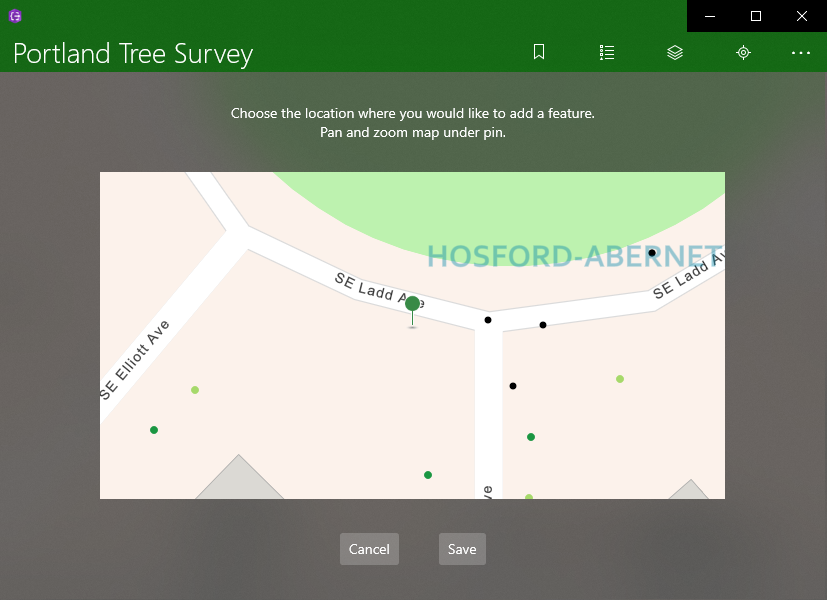 Portland Tree Survey
Choose the location where you would like to add a feature.
Pan and zoom map under pin.
HOSFORD-ABERNET
SE Ladd Ave
SE Ladd Av
SE Elliott Ave
ve
Cancel
Save